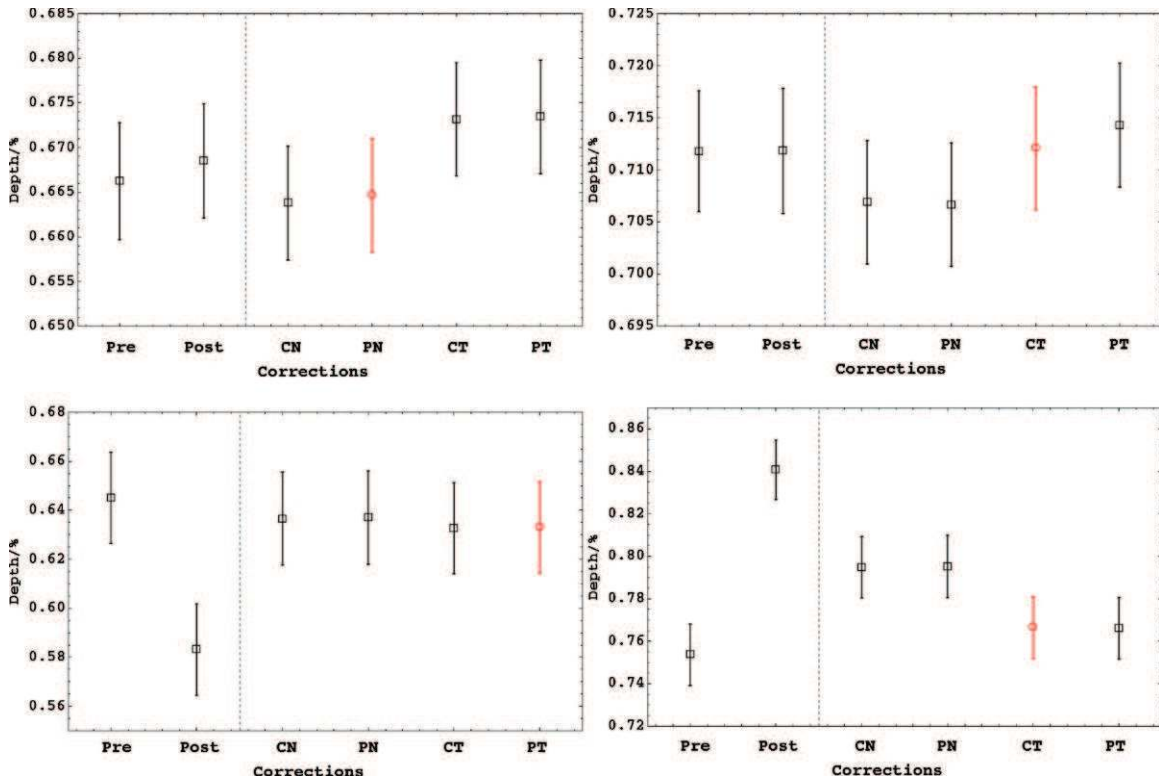 0.685
0.680
0.675
0.670
0.665
0.660
0.655
0.650
Depth/%
Pre Post CN PN CT PT
Corrections
0.725
0.720
0.715
0.710
0.705
0.700
0.695
Depth/%
Pre Post CN PN CT PT
Corrections
0.68
0.66
0.64
0.62
0.60
0.58
0.56
Depth/%
Pre Post CN PN CT PT
Corrections
0.86
0.84
0.82
0.80
0.78
0.76
0.74
0.72
Depth/%
Pre Post CN PN CT PT
Corrections